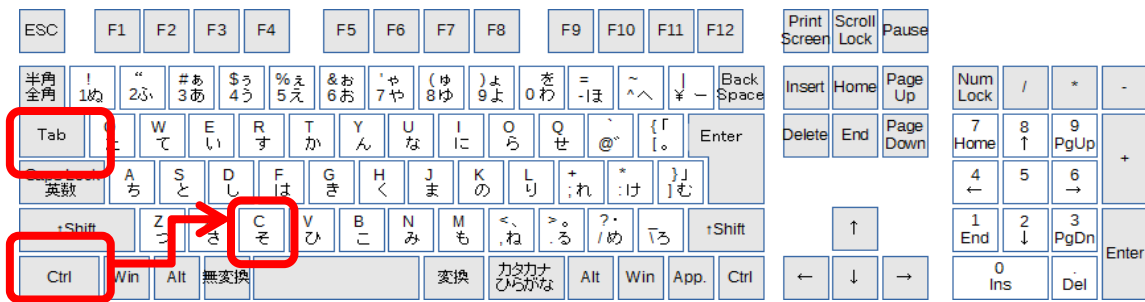 ESC F1 F2 F3 F4 F5 F6 F7 F8 F9 F10 F11 F12 Print Screen Scroll Lock Pause
半角 全角 ! 1ぬ “ 2ふ #ぁ 3あ $ぅ 4う %ぇ 5え &ぉ 6お 'ゃ 7や (ゅ 8ゆ )ょ 9よ を 0わ = -ほ ~ ^へ | ¥ー Back Space Insert Home Page Up Num Lock / * -
Tab W て E い R す T か Y ん U な I に O ら Q せ ` @゛ {「 [。 Enter Delete End Page Down 7 Home 8 ↑ 9 PgUp +
Caps Lock 英数 A ち S と D し F は G き H く J ま K の L り + ;れ * :け }」 ]む 4 ← 5 6 →
↑Shift Z つ さ C そ V ひ B こ N み M も <、 ,ね >。 .る ?・ /め \ろ ↑Shift ↑ 1 End 2 ↓ 3 PgDn Enter
Ctrl Win Alt 無変換 変換 カタカナ ひらがな Alt Win App. Ctrl ← ↓ → 0 Ins . Del